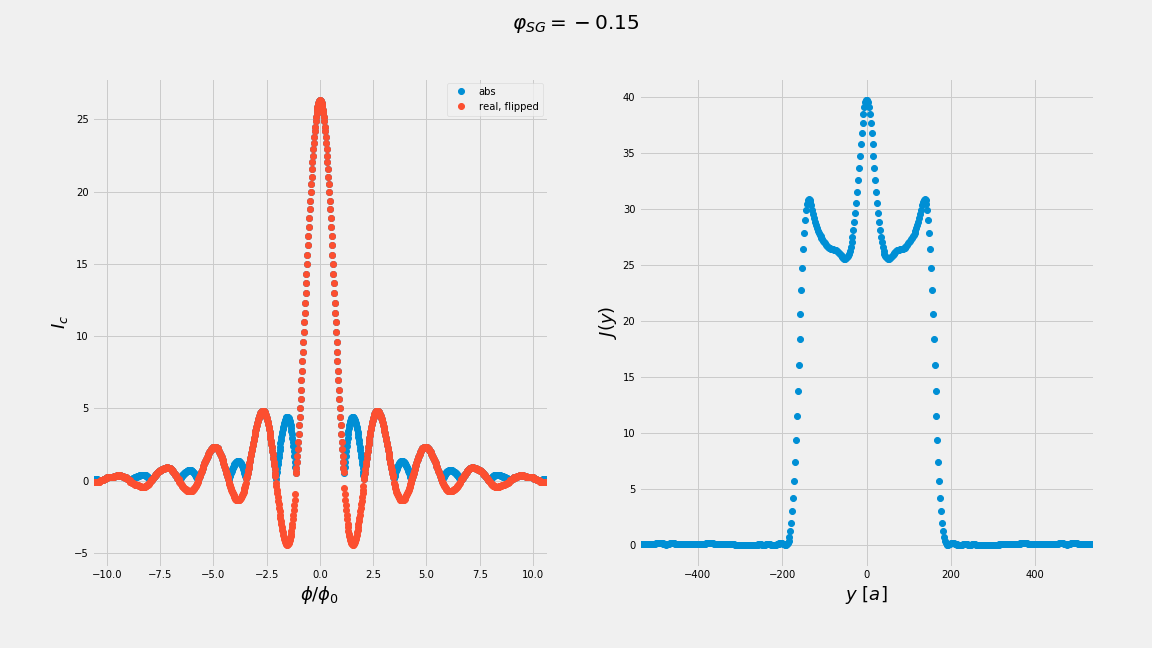 φ_SG = −0.15
abs
real, flipped
25
20
15
10
5
0
−5
I_c
−10.0 −7.5 −5.0 −2.5 0.0 2.5 5.0 7.5 10.0
ϕ/ϕ_0
40
35
30
25
20
15
10
5
0
J(y)
−400 −200 0 200 400
y [a]